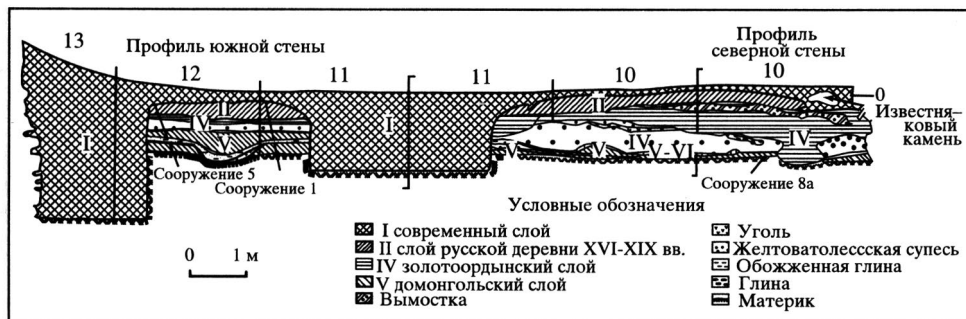 13
Профиль южной стены
Профиль
северной стены
12
11
11
10
10
0
Известня–
ковый
камень
I
II
IV
V
I
II
IV
IV
V
V
V-VI
Сооружение 5
Сооружение 1
Сооружение 8а
Условные обозначения
0 1 м
I современный слой
II слой русской деревни XVI-XIX вв.
IV золотоордынский слой
V домонгольский слой
Вымостка
Уголь
Желтоватолессская супесь
Обожженная глина
Глина
Материк